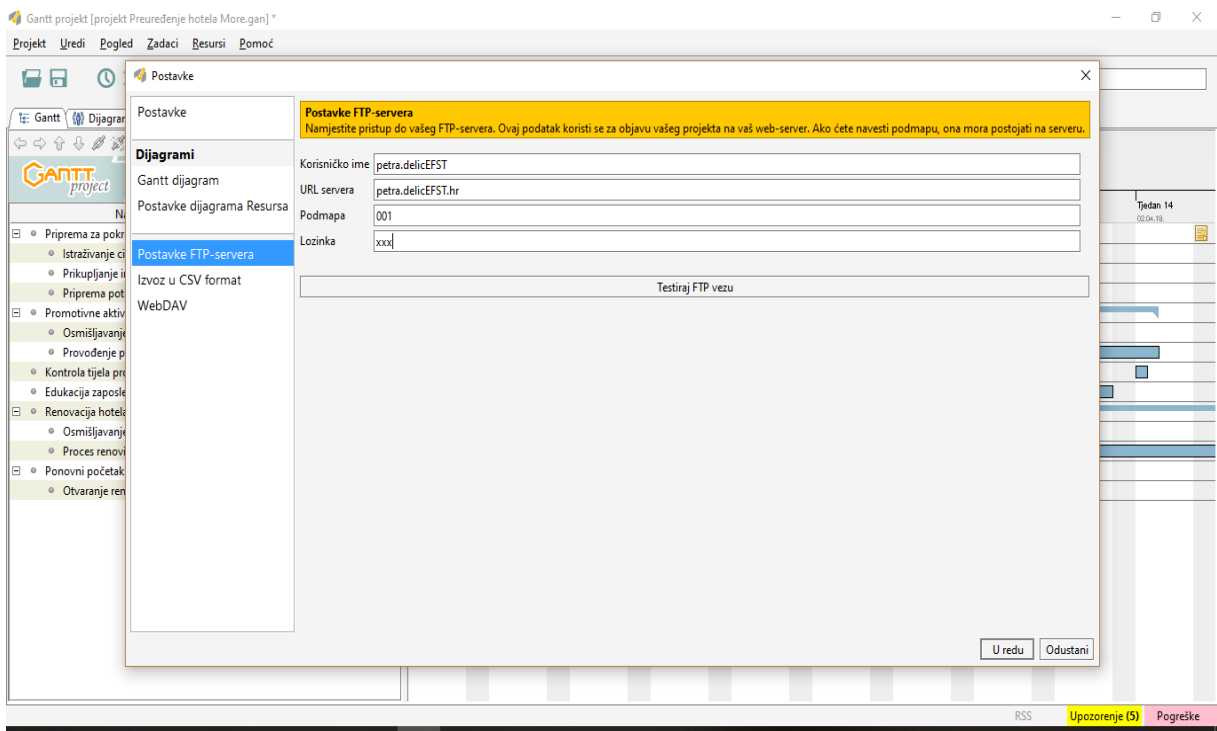 Gantt projekt [projekt Preuređenje hotela More.gan] *
Projekt Uredi Pogled Zadaci Resursi Pomoć
Gantt
Dijagrar
GANTT
project
Na
Priprema za pokr
Istraživanje ci
Prikupljanje i
Priprema pot
Promotivne aktiv
Osmišljavanje
Provođenje p
Kontrola tijela pro
Edukacija zaposle
Renovacija hotela
Osmišljavanje
Proces renovi
Ponovni početak
Otvaranje ren
Postavke
Postavke
Dijagrami
Gantt dijagram
Postavke dijagrama Resursa
Postavke FTP-servera
Izvoz u CSV format
WebDAV
Postavke FTP-servera
Namjestite pristup do vašeg FTP-servera. Ovaj podatak koristi se za objavu vašeg projekta na vaš web-server. Ako ćete navesti podmapu, ona mora postojati na serveru.
Korisničko ime petra.delicEFST
URL servera petra.delicEFST.hr
Podmapa 001
Lozinka xxx
Testiraj FTP vezu
U redu Odustani
Tjedan 14
02.04.18.
RSS Upozorenje (5) Pogreške